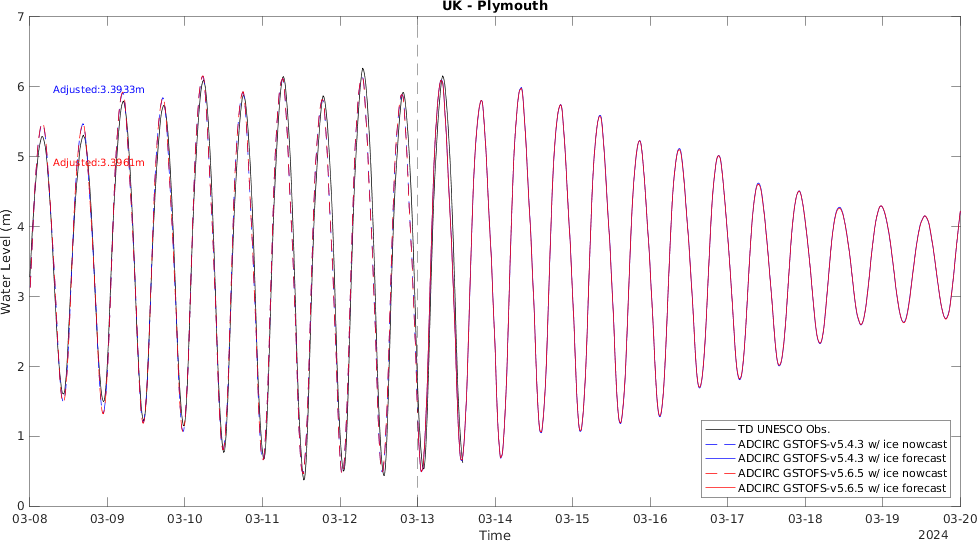 UK - Plymouth
7
6
5
4
3
2
1
0
Water Level (m)
Adjusted:3.3933m
Adjusted:3.3961m
TD UNESCO Obs.
ADCIRC GSTOFS-v5.4.3 w/ ice nowcast
ADCIRC GSTOFS-v5.4.3 w/ ice forecast
ADCIRC GSTOFS-v5.6.5 w/ ice nowcast
ADCIRC GSTOFS-v5.6.5 w/ ice forecast
03-08 03-09 03-10 03-11 03-12 03-13 03-14 03-15 03-16 03-17 03-18 03-19 03-20
Time
2024